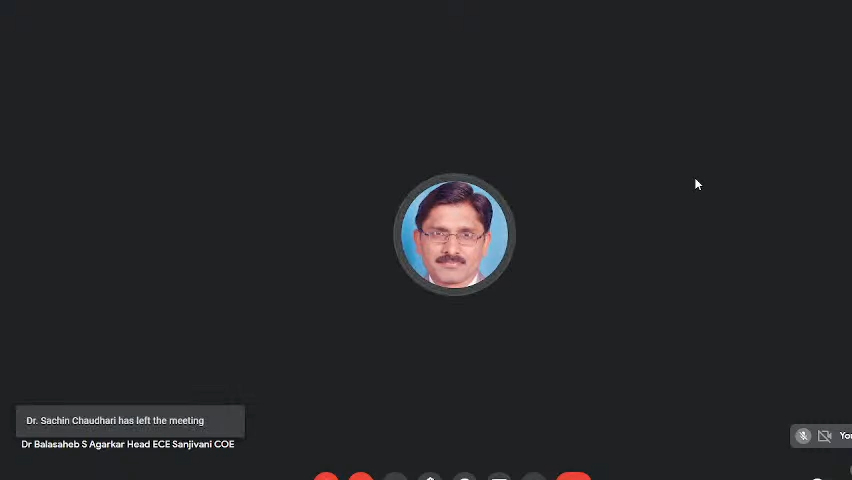 Dr. Sachin Chaudhari has left the meeting
Dr Balasaheb S Agarkar Head ECE Sanjivani COE